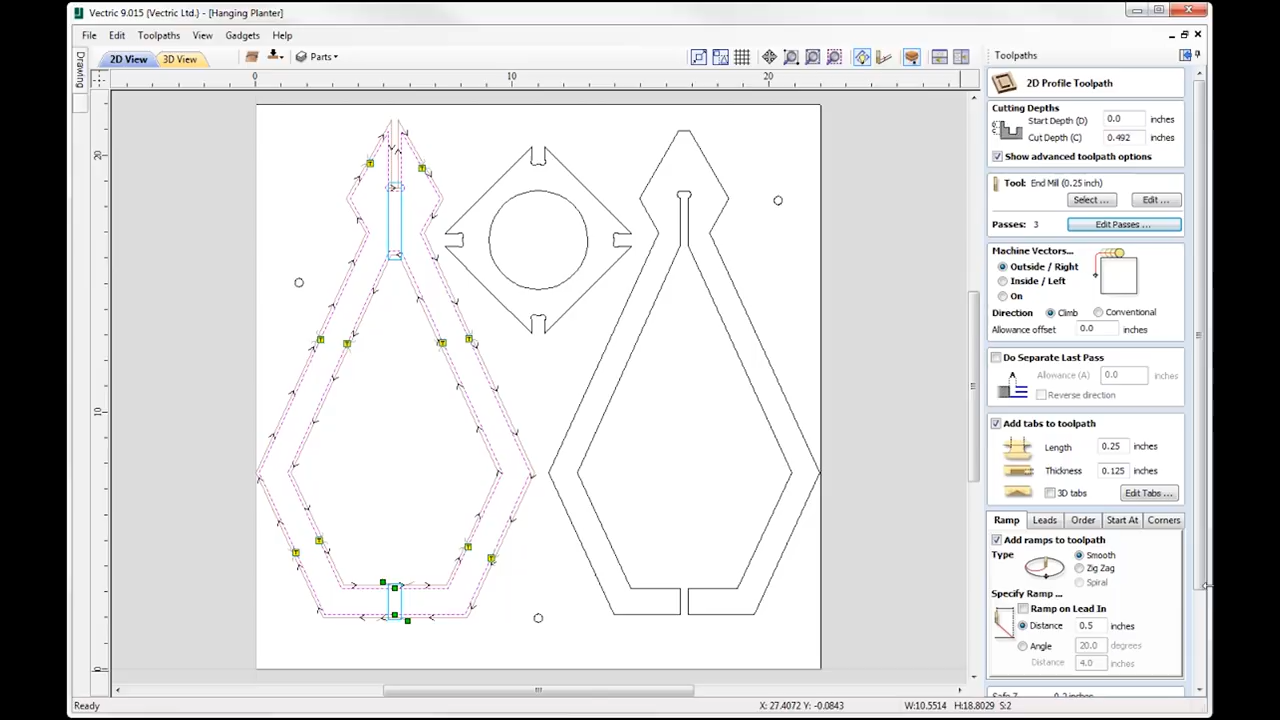 Vectric 9.015 (Vectric Ltd.) - [Hanging Planter]
File Edit Toolpaths View Gadgets Help
2D View 3D View Parts
Drawing
0 10 20
20
10
0
Toolpaths
2D Profile Toolpath
Cutting Depths
Start Depth (D) 0.0 inches
Cut Depth (C) 0.492 inches
Show advanced toolpath options
Tool: End Mill (0.25 inch)
Select ... Edit ...
Passes: 3 Edit Passes ...
Machine Vectors...
Outside / Right
Inside / Left
On
Direction Climb Conventional
Allowance offset 0.0 inches
Do Separate Last Pass
A Allowance (A) 0.0 inches
Reverse direction
Add tabs to toolpath
Length 0.25 inches
Thickness 0.125 inches
3D tabs Edit Tabs ...
Ramp Leads Order Start At Corners
Add ramps to toolpath
Type Smooth
Zig Zag
Spiral
Specify Ramp ...
Ramp on Lead In
Distance 0.5 inches
Angle 20.0 degrees
Distance 4.0 inches
Ready X: 27.4072 Y: -0.0843 W:10.5514 H:18.8029 S:2